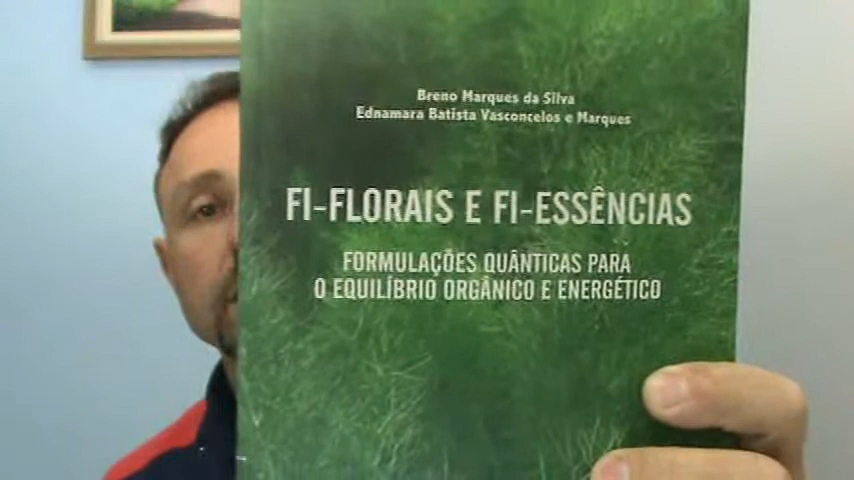 Breno Marques da Silva
Ednamara Batista Vasconcelos e Marques
FI-FLORAIS E FI-ESSÊNCIAS
FORMULAÇÕES QUÂNTICAS PARA
O EQUILÍBRIO ORGÂNICO E ENERGÉTICO